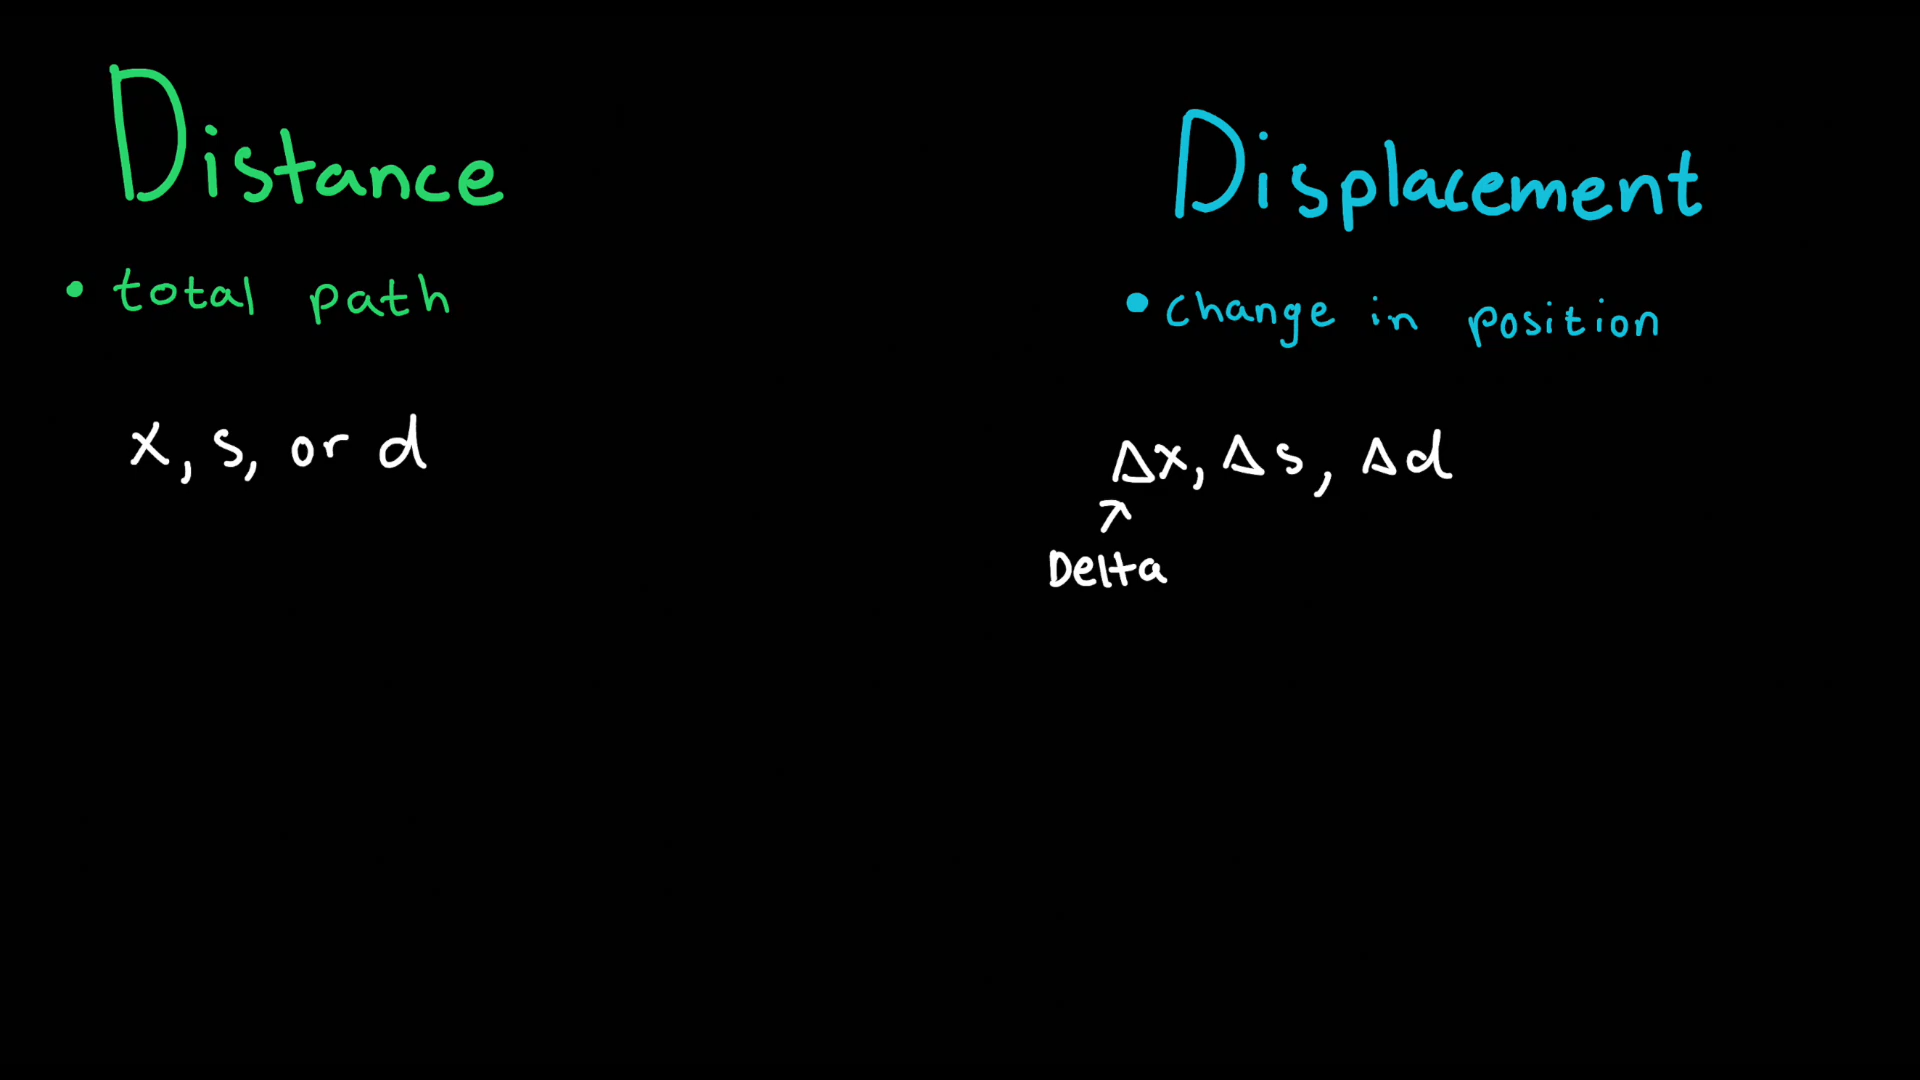 Distance
• total path
x, s, or d
Displacement
• change in position
Δx, Δs, Δd
↗
Delta